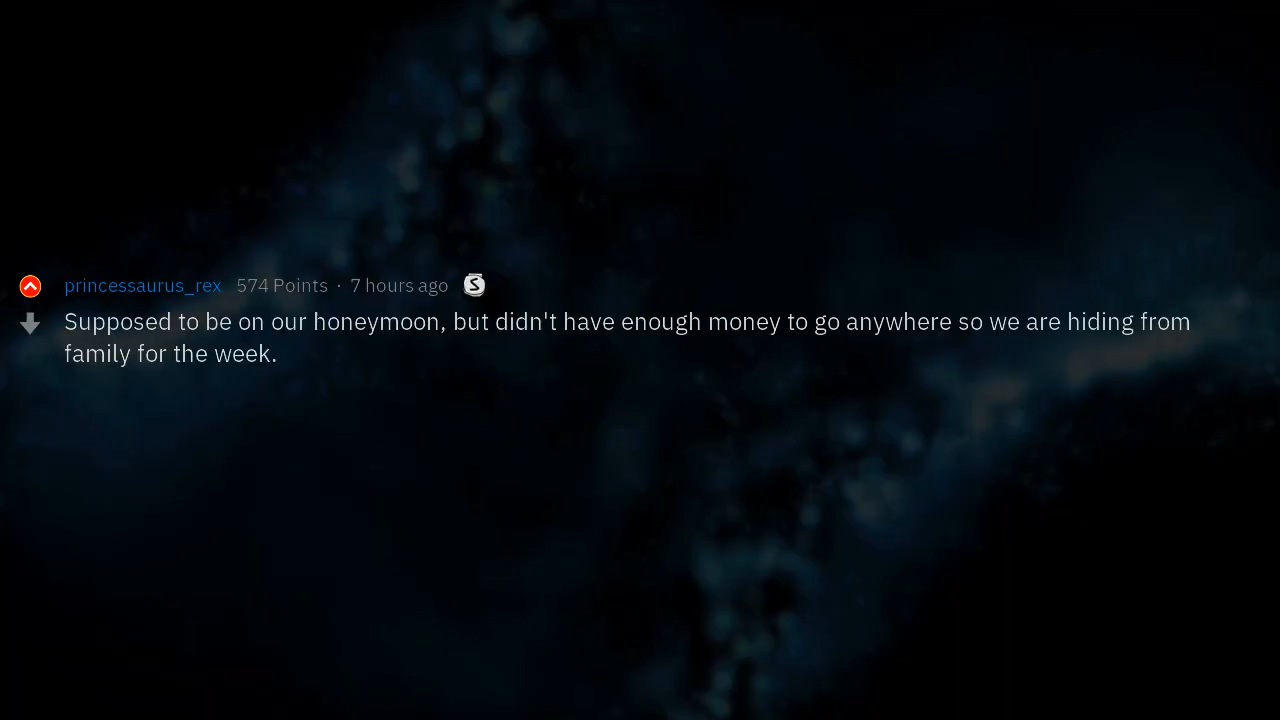 princessaurus_rex 574 Points · 7 hours ago S
Supposed to be on our honeymoon, but didn't have enough money to go anywhere so we are hiding from
family for the week.